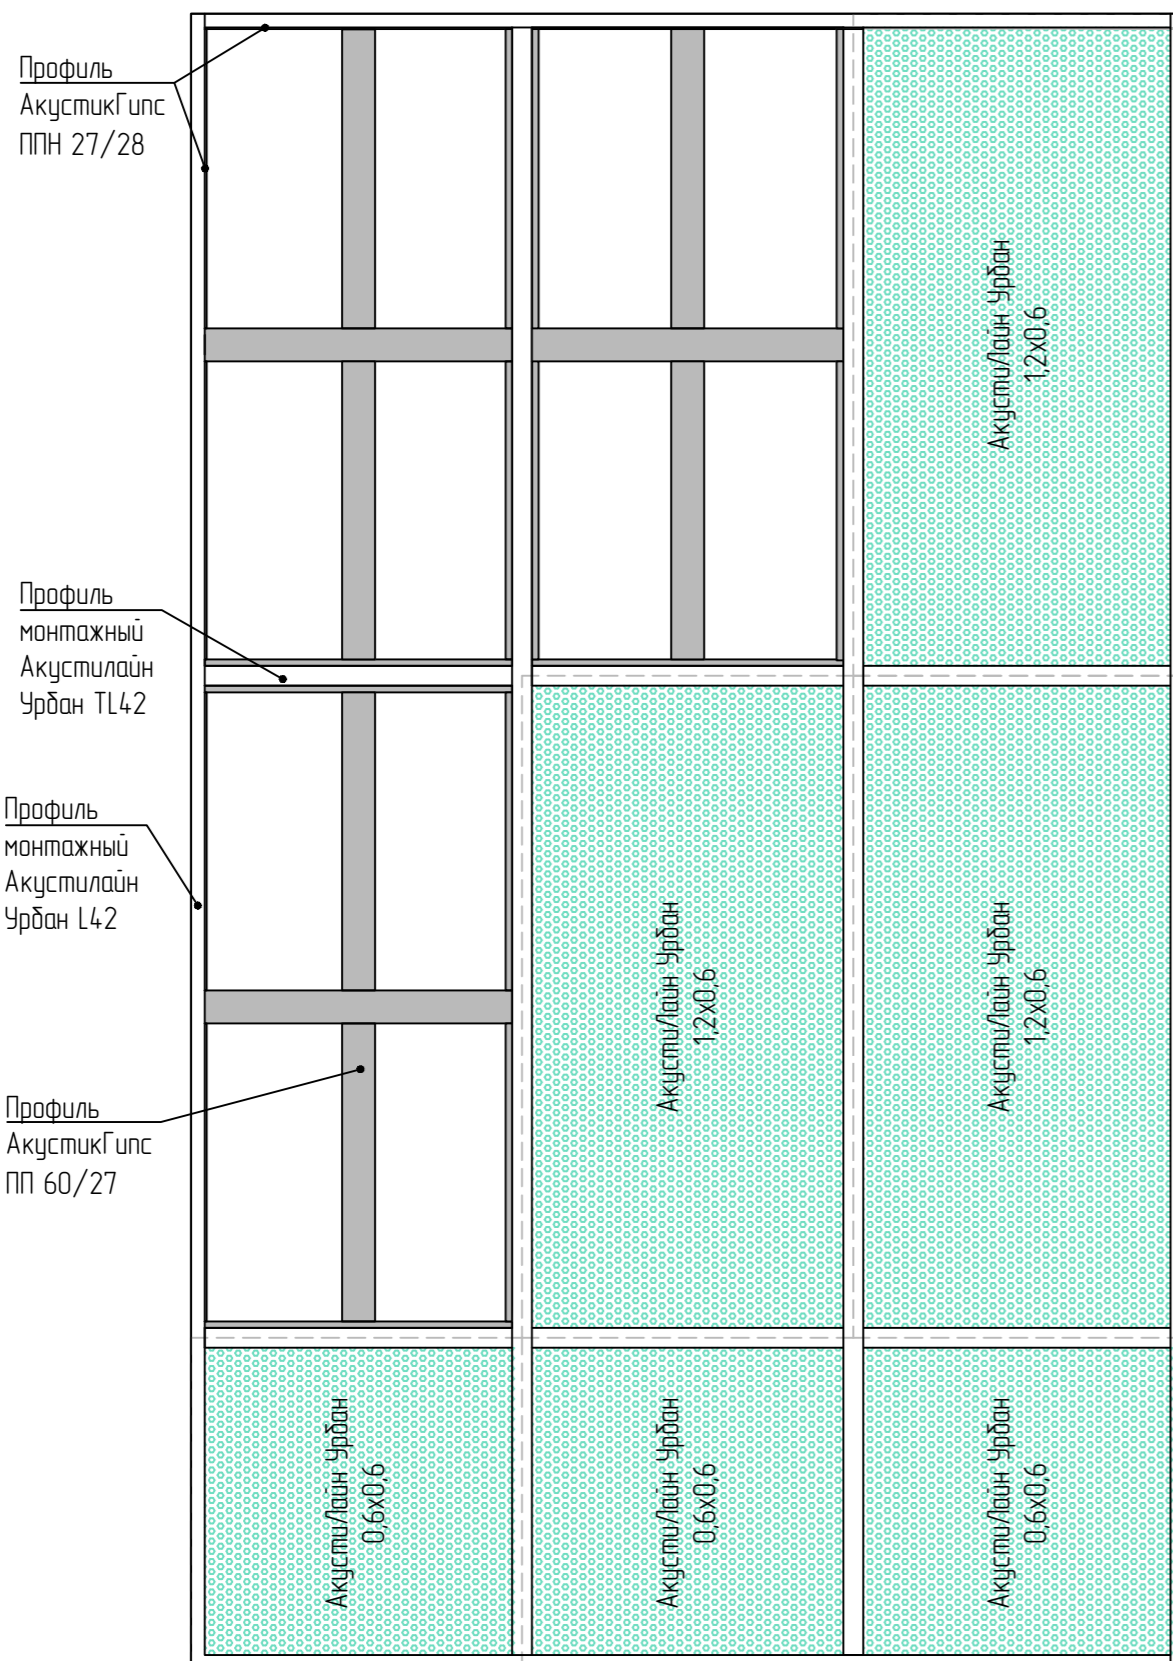 Профиль
АкустикГипс
ППН 27/28
АкустиЛайн Урбан
1,2х0,6
Профиль
монтажный
Акустилайн
Урбан TL42
Профиль
монтажный
Акустилайн
Урбан L42
АкустиЛайн Урбан
1,2х0,6
АкустиЛайн Урбан
1,2х0,6
Профиль
АкустикГипс
ПП 60/27
АкустиЛайн Урбан
0,6х0,6
АкустиЛайн Урбан
0,6х0,6
АкустиЛайн Урбан
0,6х0,6